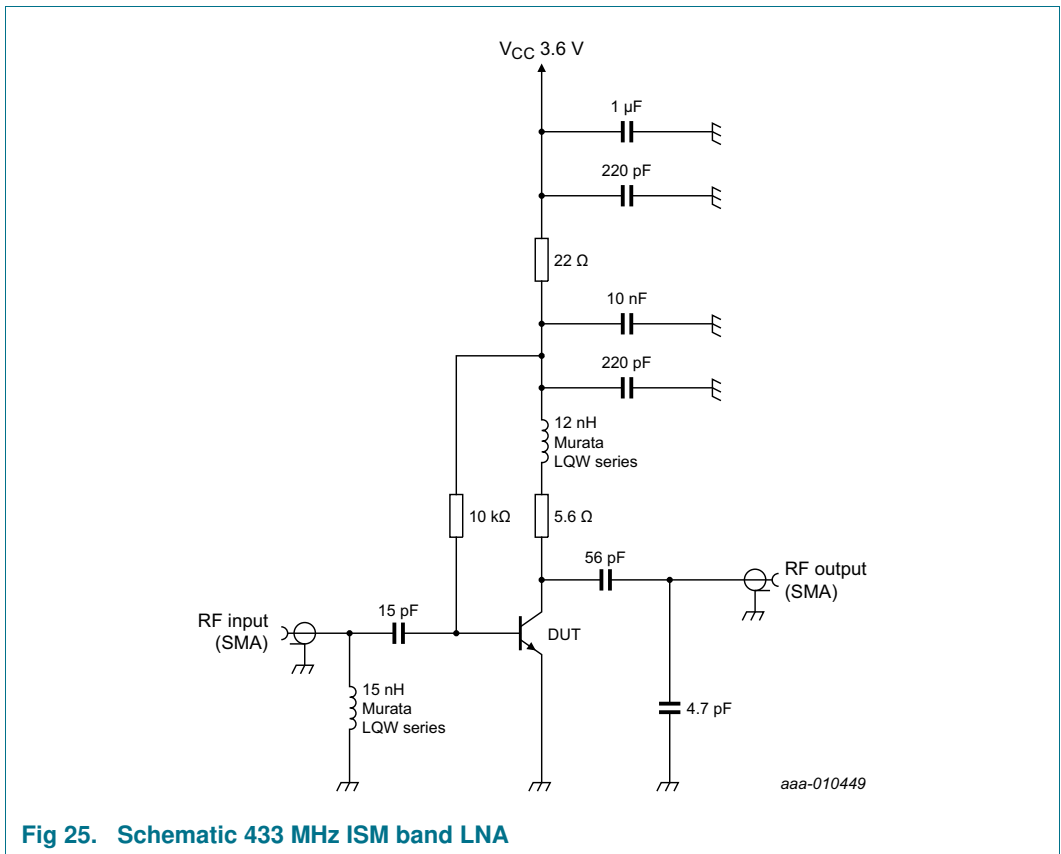 VCC 3.6 V
1 µF
220 pF
22 Ω
10 nF
220 pF
12 nH
Murata
LQW series
10 kΩ
5.6 Ω
56 pF
RF output
(SMA)
15 pF
RF input
(SMA)
DUT
15 nH
Murata
LQW series
4.7 pF
aaa-010449
Fig 25. Schematic 433 MHz ISM band LNA